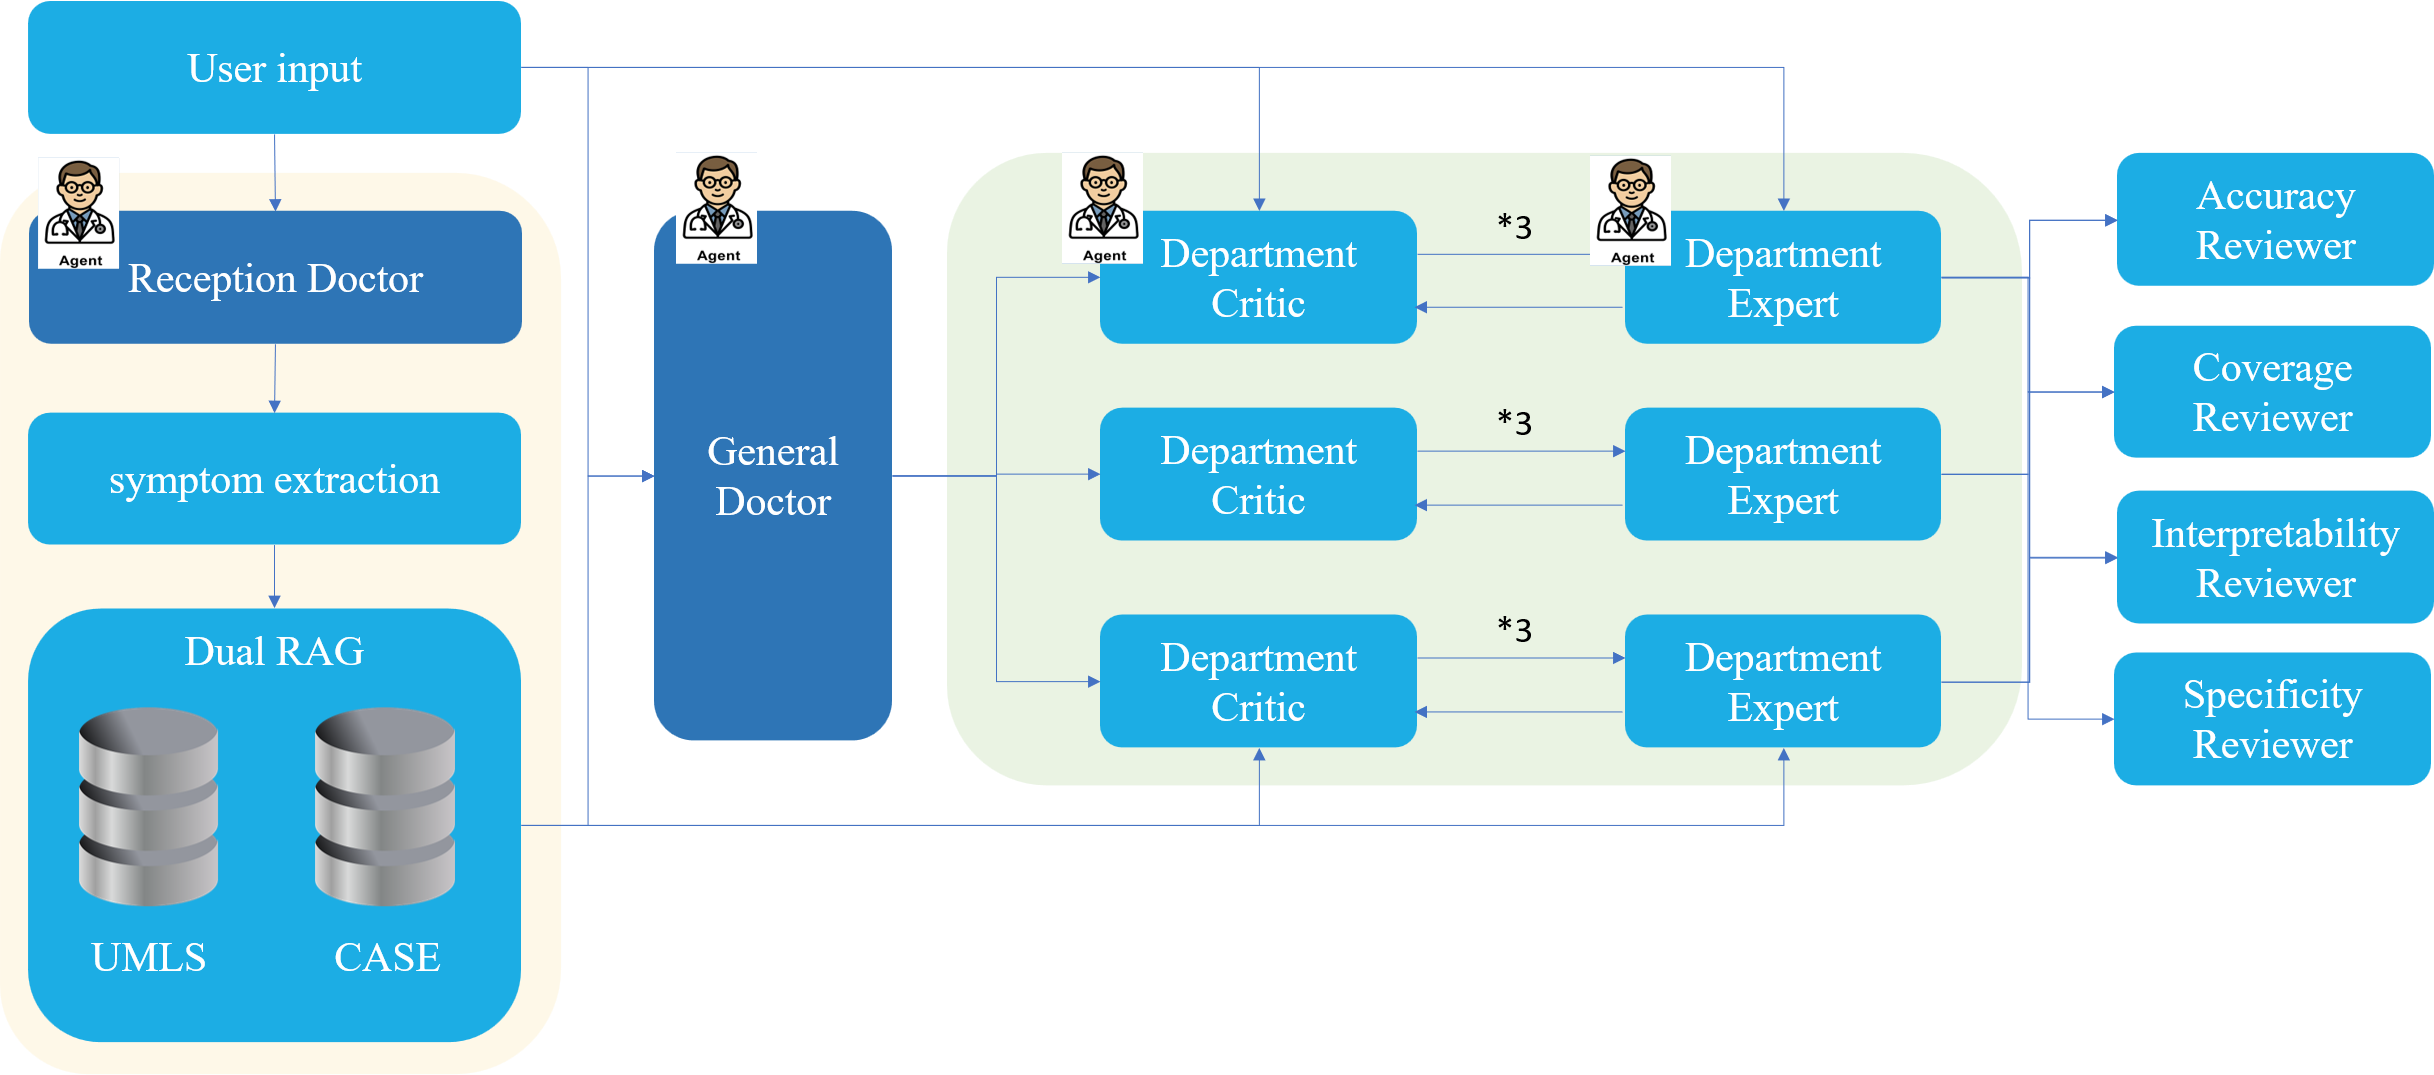 User input
Agent
Reception Doctor
symptom extraction
Dual RAG
UMLS
CASE
Agent
General
Doctor
Agent
Department
Critic
*3
Agent
Department
Expert
Department
Critic
*3
Department
Expert
Department
Critic
*3
Department
Expert
Accuracy
Reviewer
Coverage
Reviewer
Interpretability
Reviewer
Specificity
Reviewer